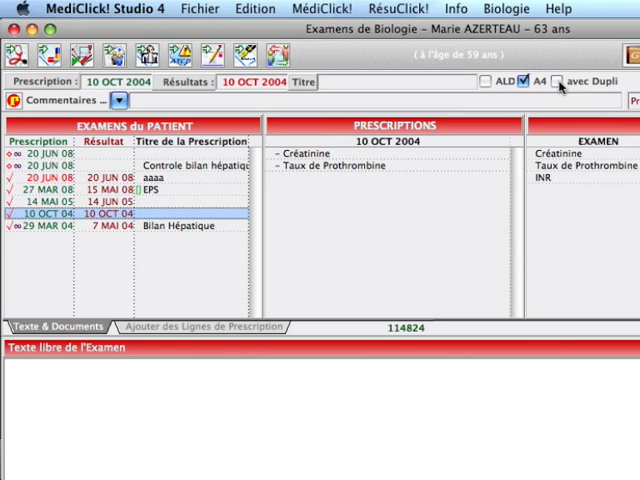 MediClick! Studio 4 Fichier Edition MédiClick! RésuClick! Info Biologie Help
Examens de Biologie - Marie AZERTEAU - 63 ans
( à l'âge de 59 ans )
Prescription : 10 OCT 2004 Résultats : 10 OCT 2004 Titre ALD A4 avec Dupli
Commentaires ... Pr
EXAMENS du PATIENT PRESCRIPTIONS EXAMEN
Prescription Résultat Titre de la Prescription 10 OCT 2004 EXAMEN
20 JUN 08
20 JUN 08 Controle bilan hépatiqu
20 JUN 08 20 JUN 08 aaaa
27 MAR 08 15 MAI 08 [] EPS
14 MAI 05 14 JUN 05
10 OCT 04 10 OCT 04
29 MAR 04 7 MAI 04 Bilan Hépatique
- Créatinine
- Taux de Prothrombine
Créatinine
Taux de Prothrombine
INR
Texte & Documents Ajouter des Lignes de Prescription 114824
Texte libre de l'Examen